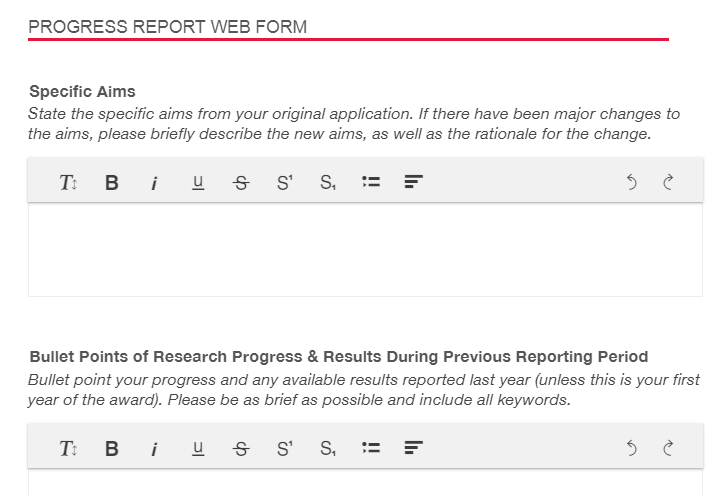 PROGRESS REPORT WEB FORM
Specific Aims
State the specific aims from your original application. If there have been major changes to
the aims, please briefly describe the new aims, as well as the rationale for the change.
T↕ B i U S S¹ S₁
Bullet Points of Research Progress & Results During Previous Reporting Period
Bullet point your progress and any available results reported last year (unless this is your first
year of the award). Please be as brief as possible and include all keywords.
T↕ B i U S S¹ S₁